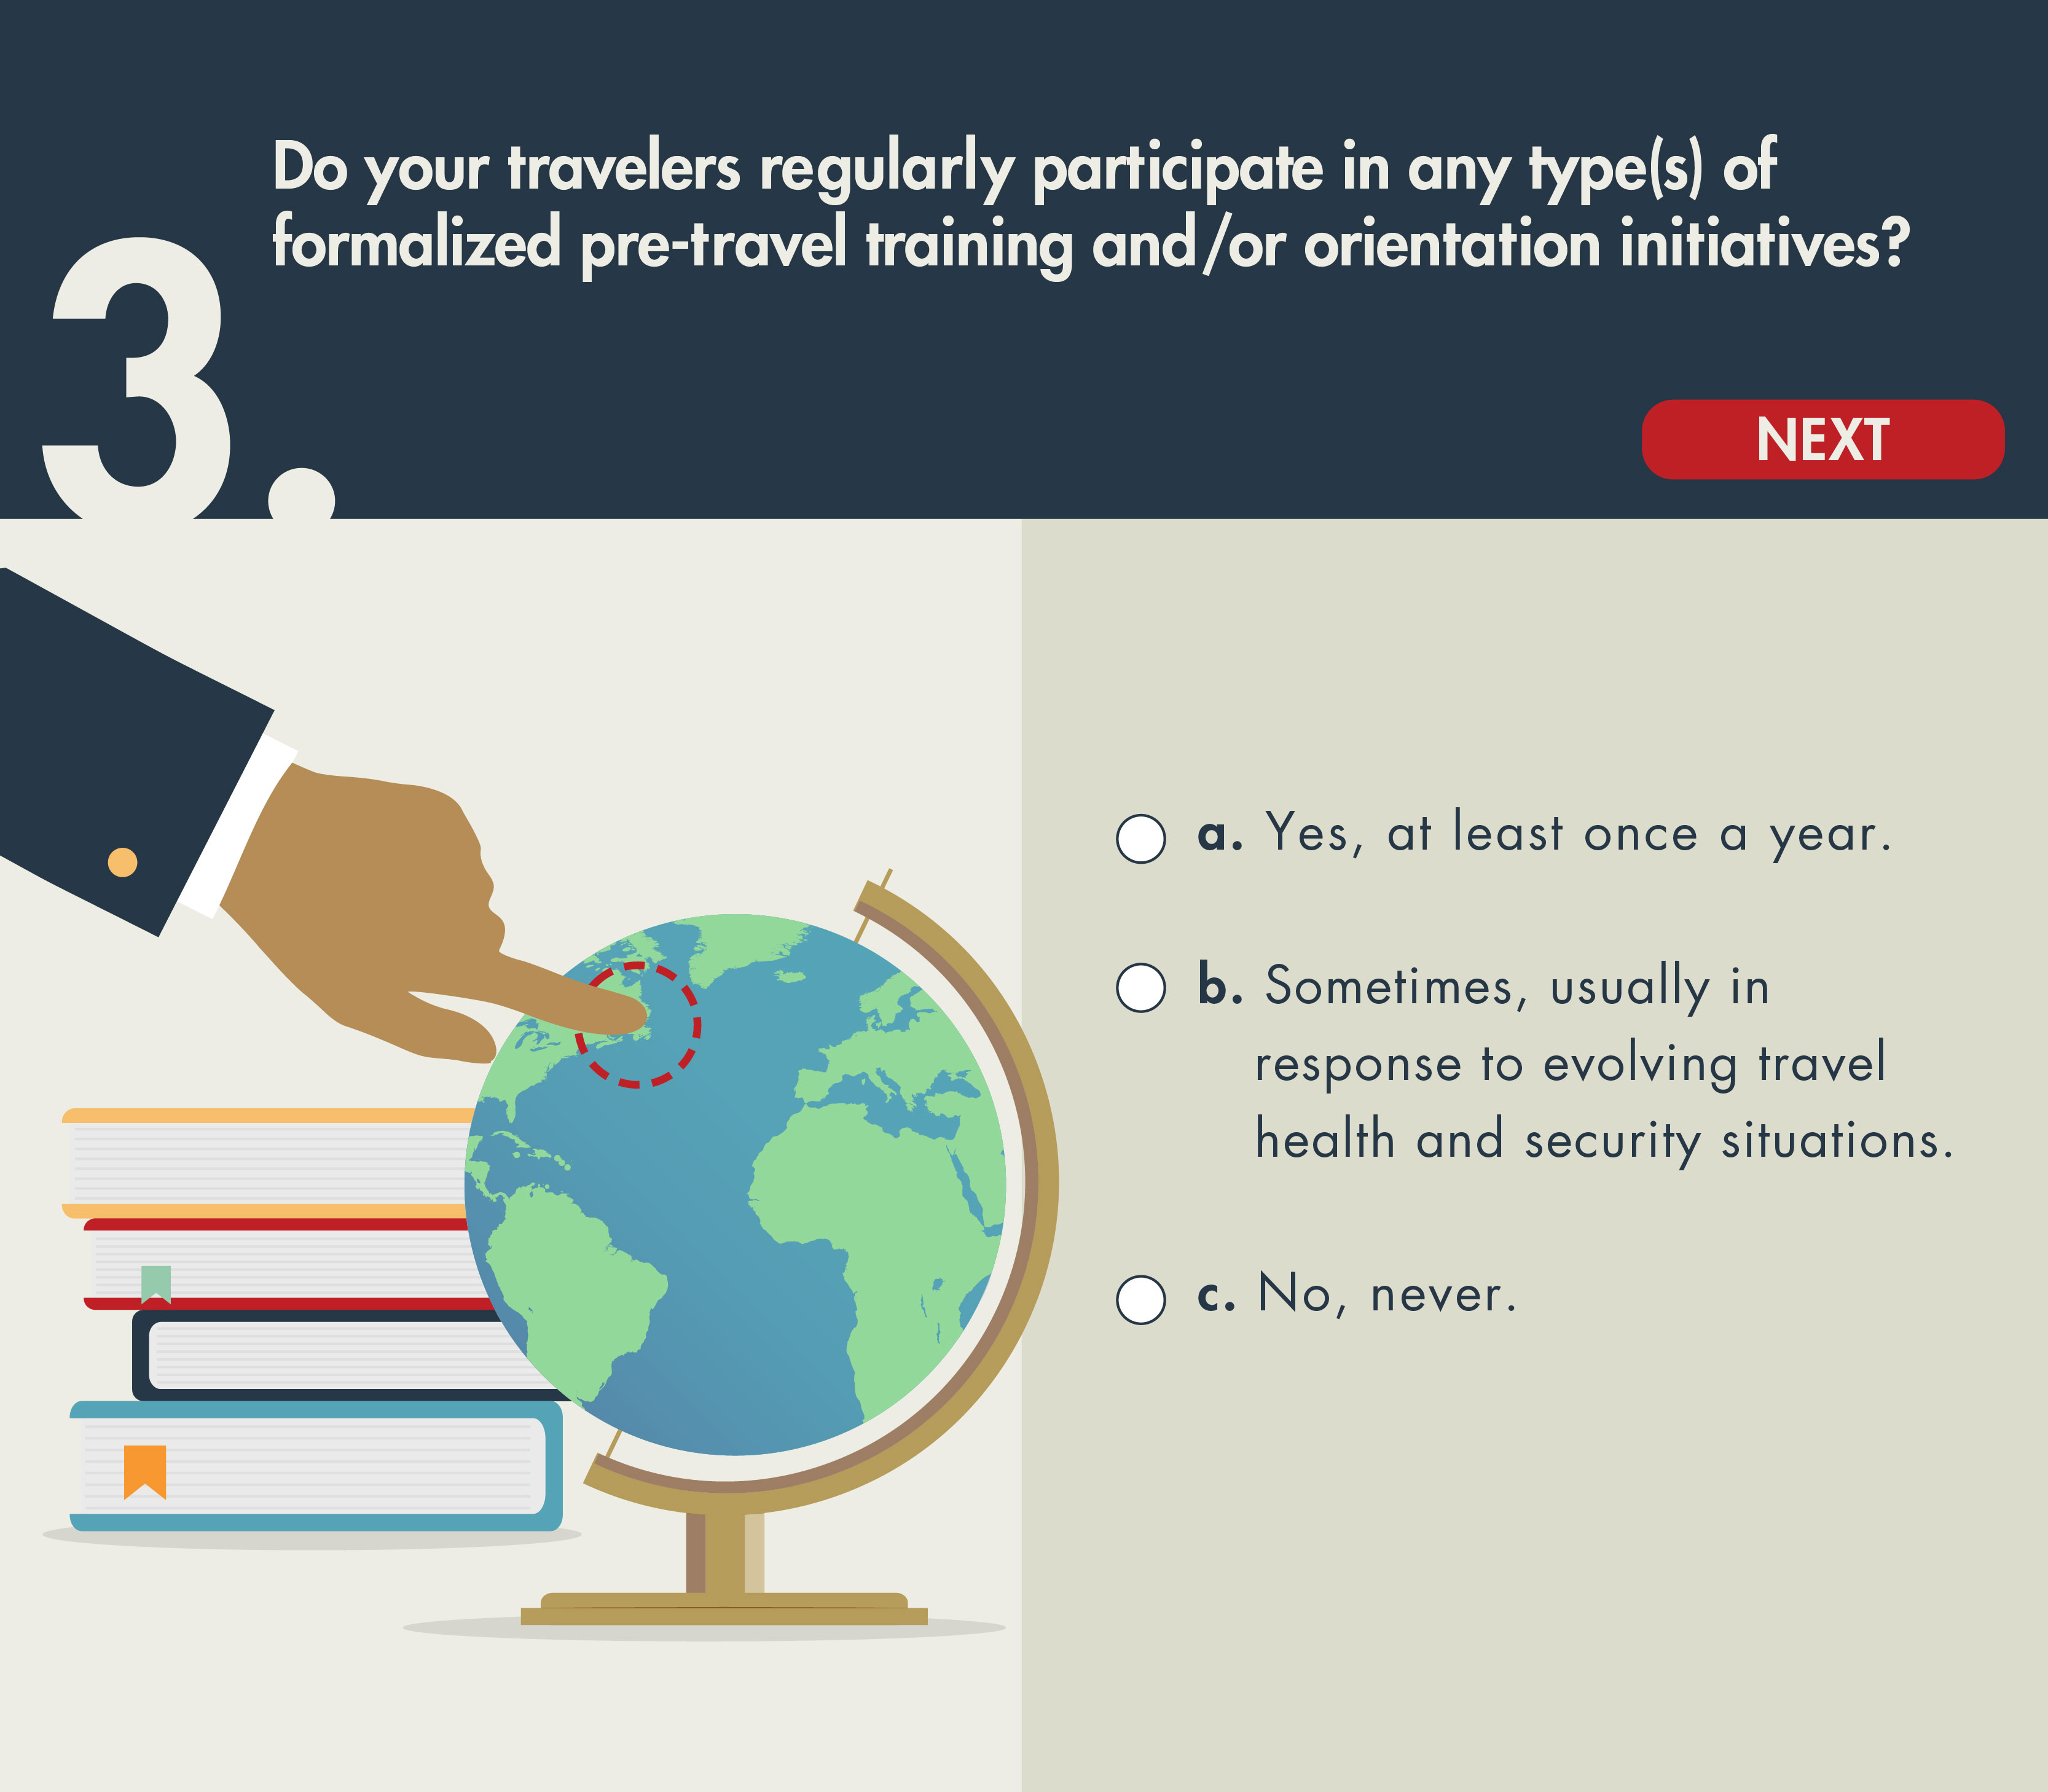 3.
Do your travelers regularly participate in any type(s) of
formalized pre-travel training and/or orientation initiatives?
NEXT
a. Yes, at least once a year.
b. Sometimes, usually in
response to evolving travel
health and security situations.
c. No, never.